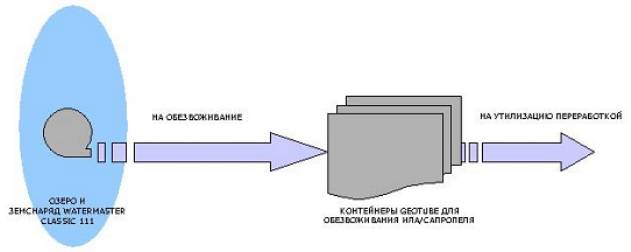 НА ОБЕЗВОЖИВАНИЕ
НА УТИЛИЗАЦИЮ ПЕРЕРАБОТКОЙ
ОЗЕРО И
ЗЕМСНАРЯД WATERMASTER
CLASSIC 111
КОНТЕЙНЕРЫ GEOTUBE ДЛЯ
ОБЕЗВОЖИВАНИЯ ИЛА/САПРОПЕЛЯ